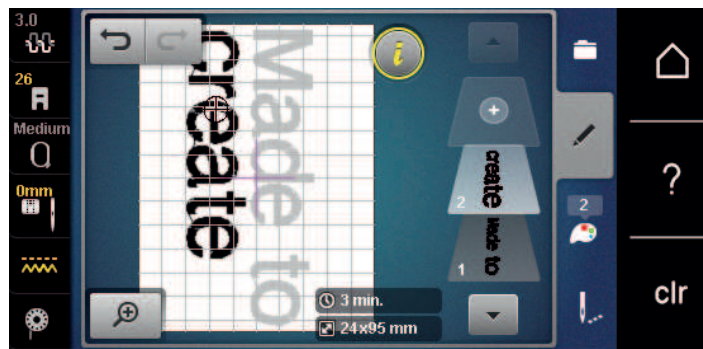 3.0
26
Medium
0mm
Made to
create
i
2
create
1
Made to
3 min.
24x95 mm
2
?
clr